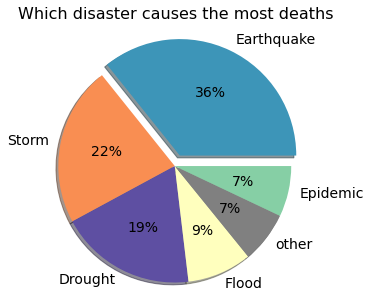 Which disaster causes the most deaths
Earthquake
36%
Storm
22%
7%
Epidemic
7%
19%
9%
other
Drought
Flood